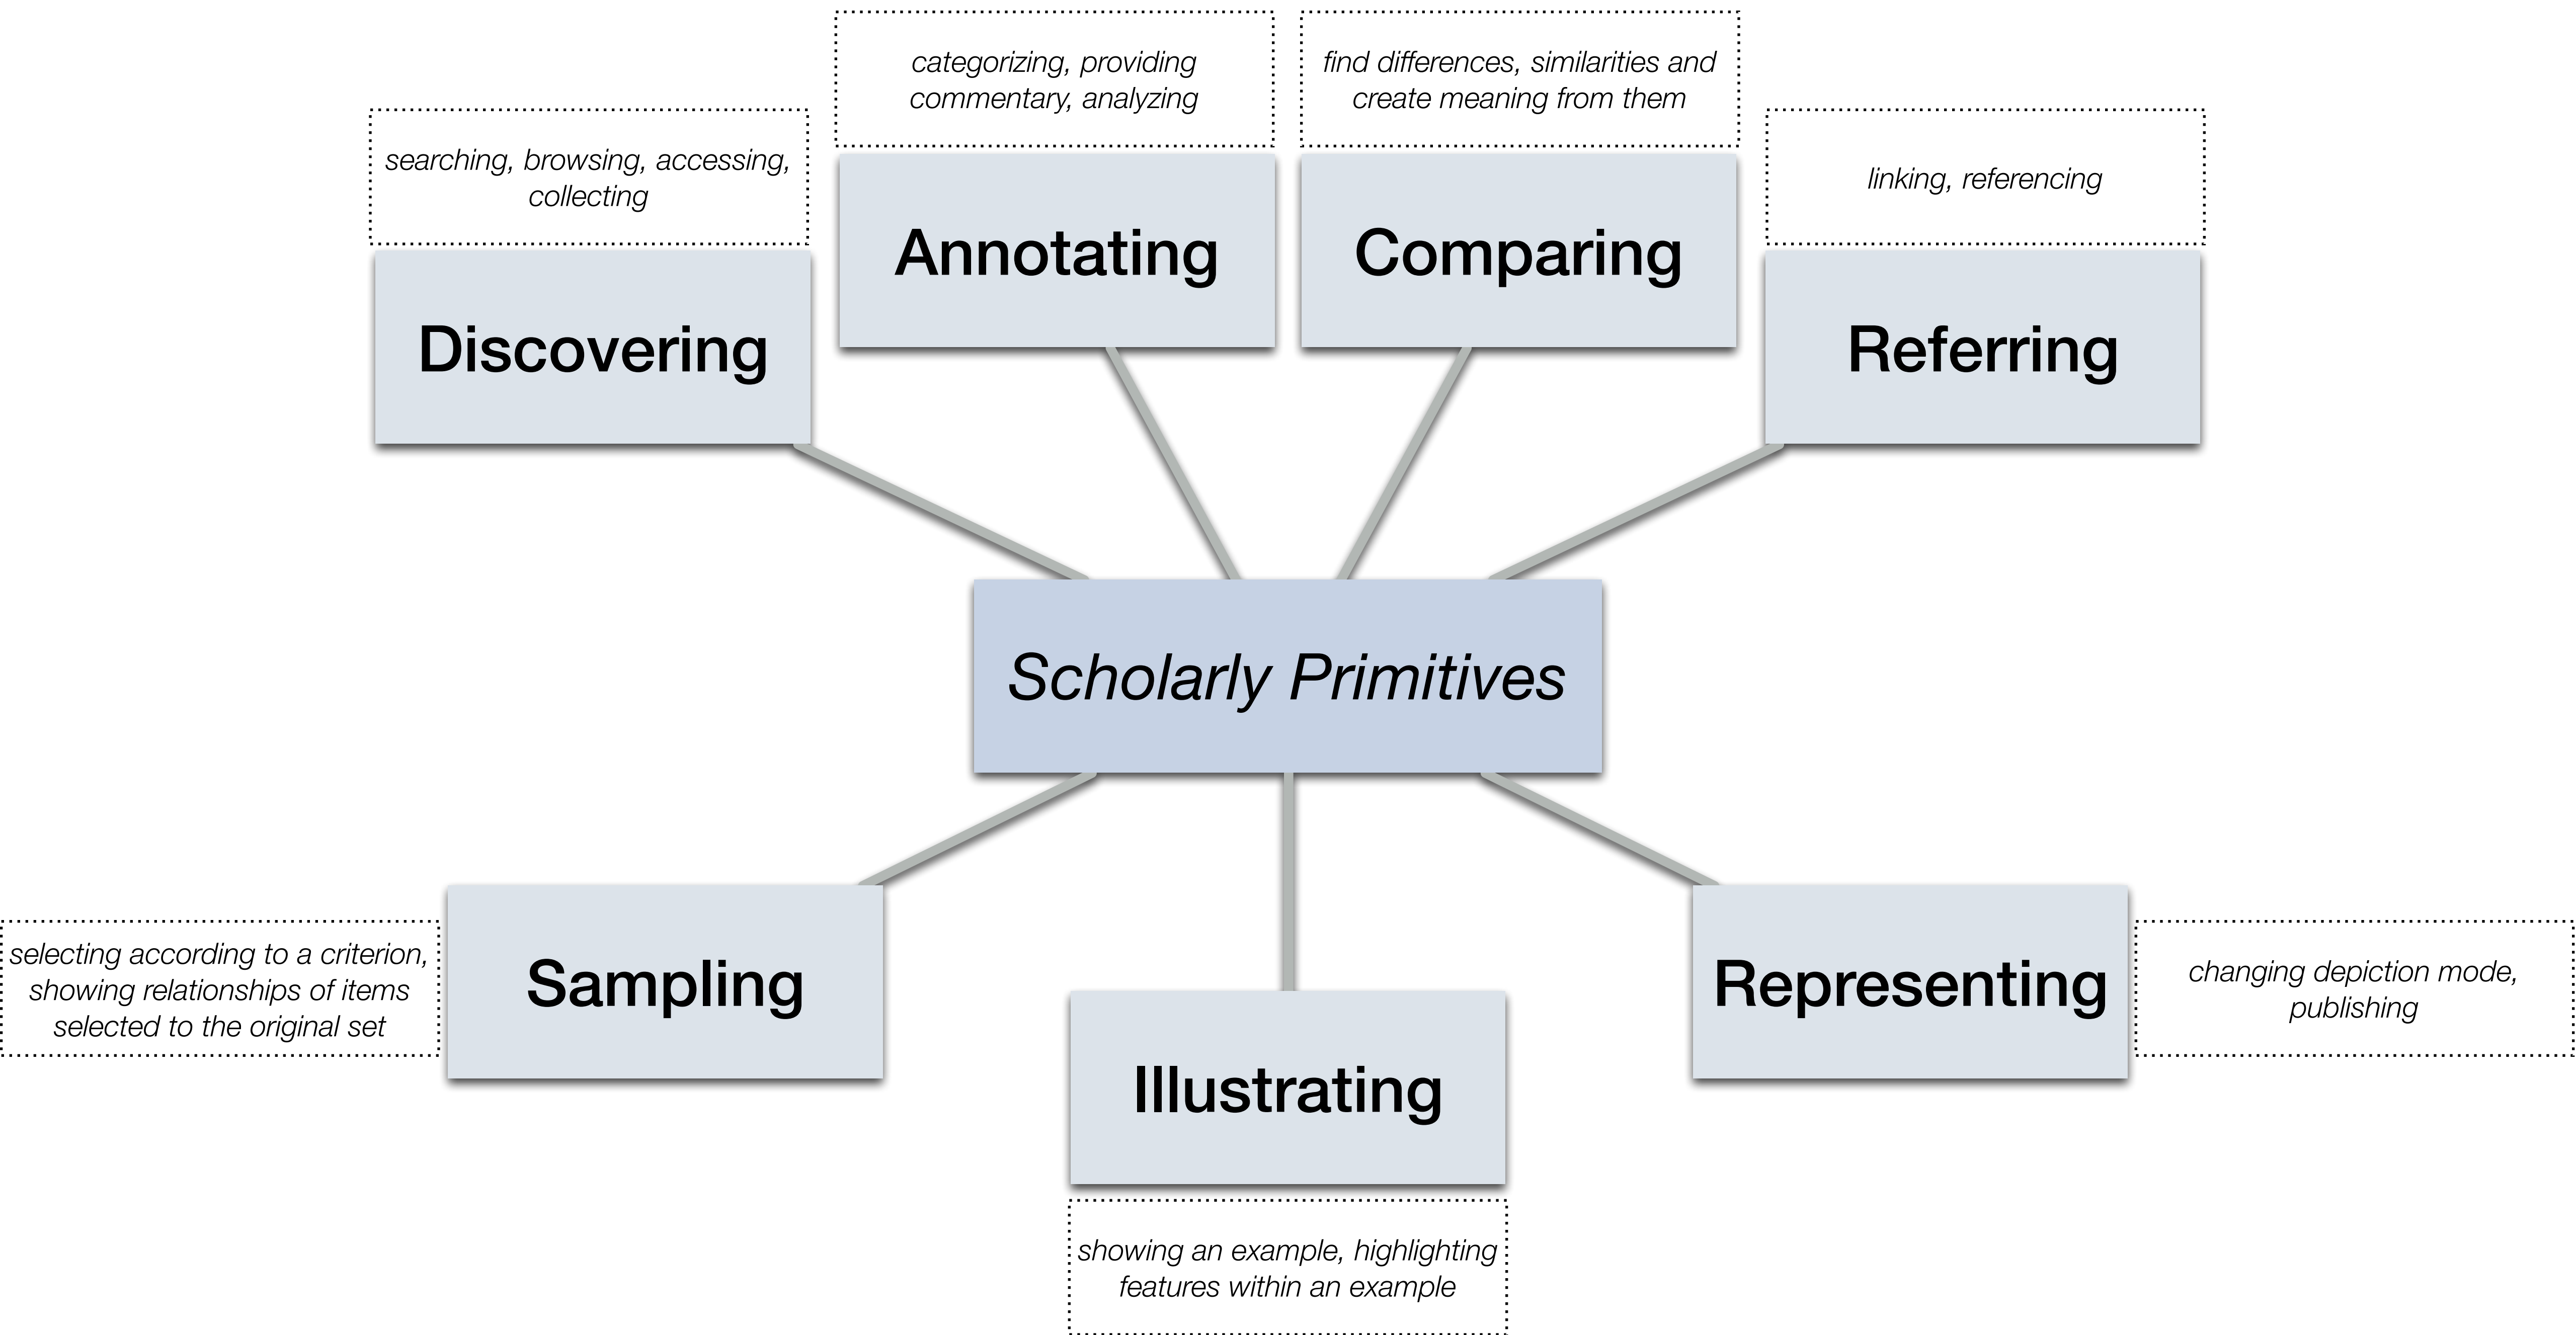 categorizing, providing
commentary, analyzing
find differences, similarities and
create meaning from them
searching, browsing, accessing,
collecting
linking, referencing
Annotating
Comparing
Discovering
Referring
Scholarly Primitives
selecting according to a criterion,
showing relationships of items
selected to the original set
Sampling
Representing
changing depiction mode,
publishing
Illustrating
showing an example, highlighting
features within an example